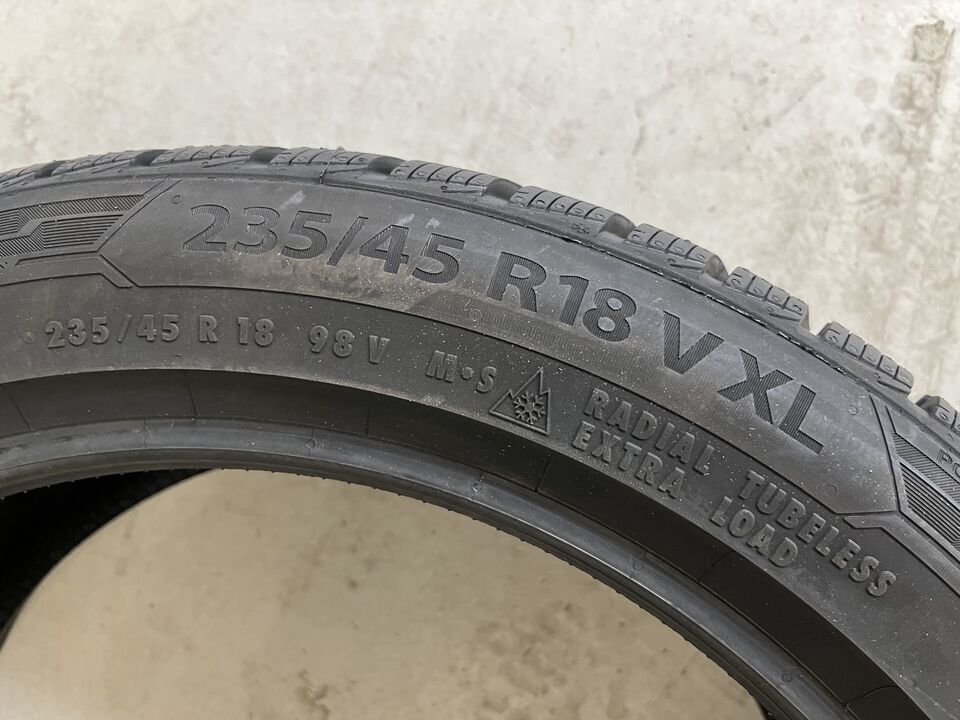 235/45 R18 V XL
235/45 R 18 98 V M•S RADIAL TUBELESS
EXTRA LOAD